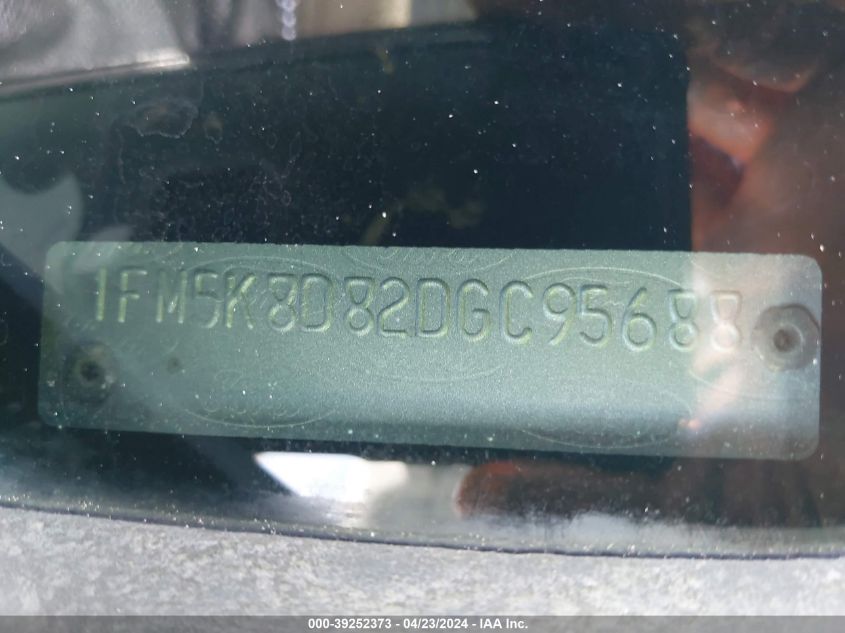 1FM5K8D82DGC95688
000-39252373 - 04/23/2024 - IAA Inc.